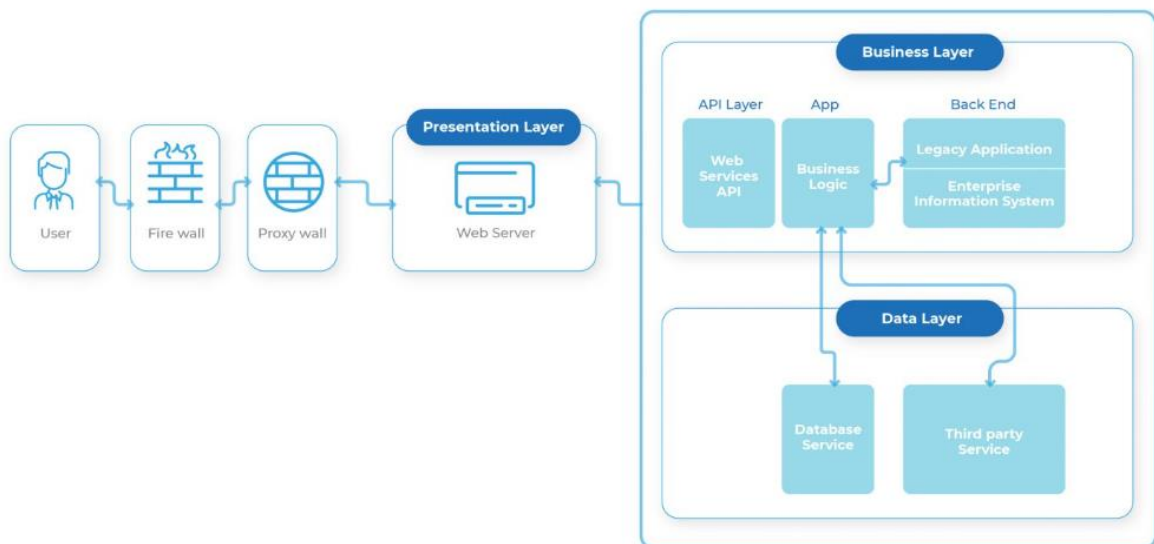 Business Layer
API Layer
App
Back End
Presentation Layer
Web
Services
API
Business
Logic
Legacy Application
Enterprise
Information System
User
Fire wall
Proxy wall
Web Server
Data Layer
Database
Service
Third party
Service